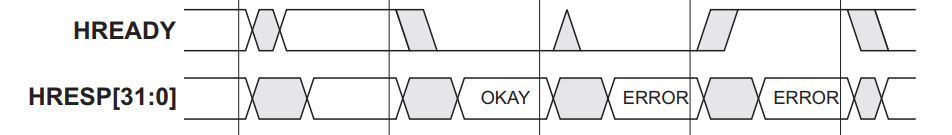 HREADY
HRESP[31:0] OKAY ERROR ERROR